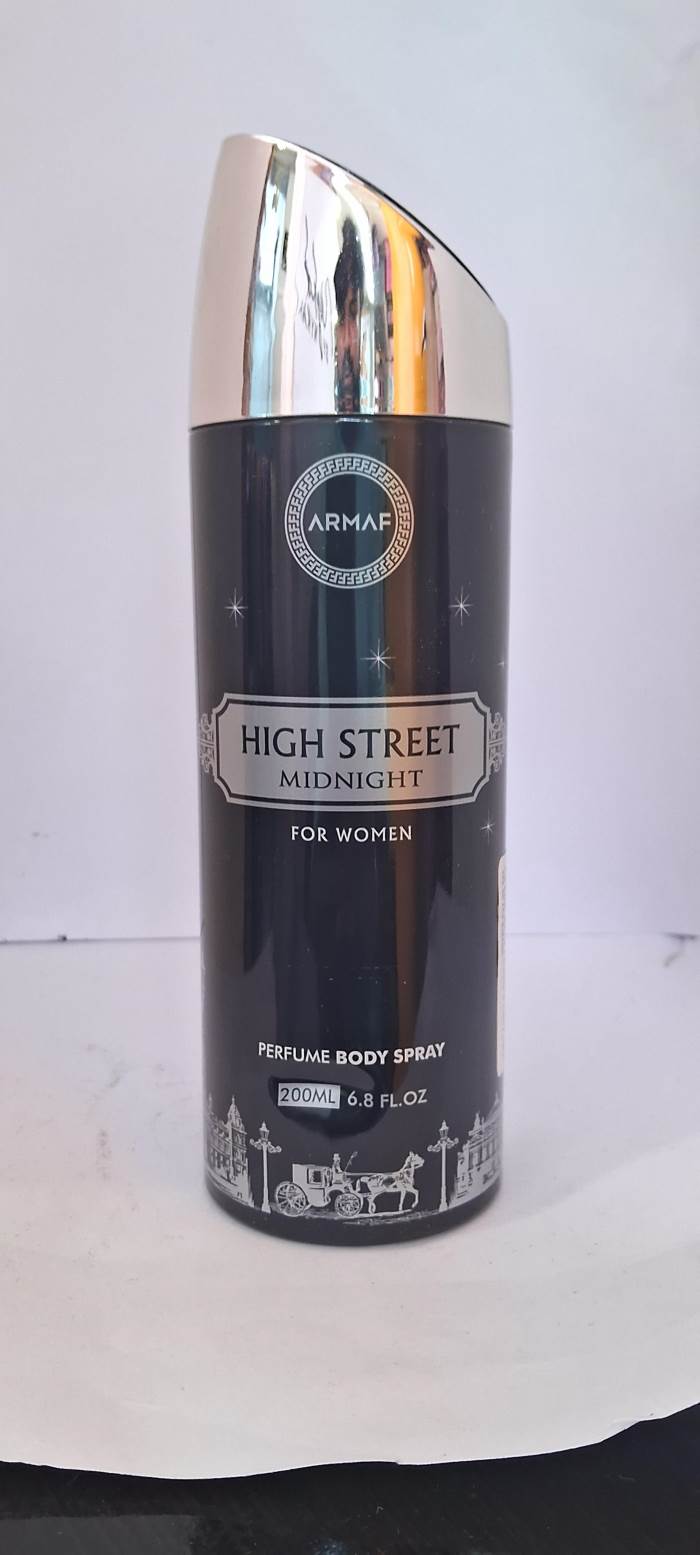 ARMAF
HIGH STREET
MIDNIGHT
FOR WOMEN
PERFUME BODY SPRAY
200ML 6.8 FL.OZ